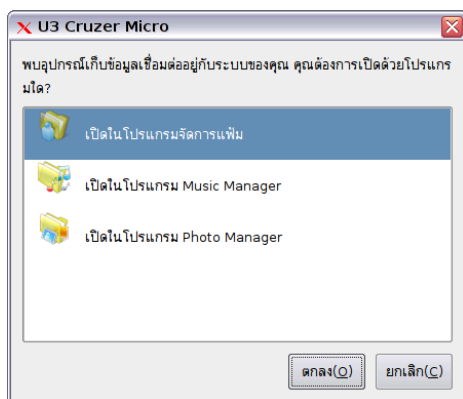 U3 Cruzer Micro
พบอุปกรณ์เก็บข้อมูลเชื่อมต่ออยู่กับระบบของคุณ คุณต้องการเปิดด้วยโปรแกร
มใด?
เปิดในโปรแกรมจัดการแฟ้ม
เปิดในโปรแกรม Music Manager
เปิดในโปรแกรม Photo Manager
ตกลง(O) ยกเลิก(C)